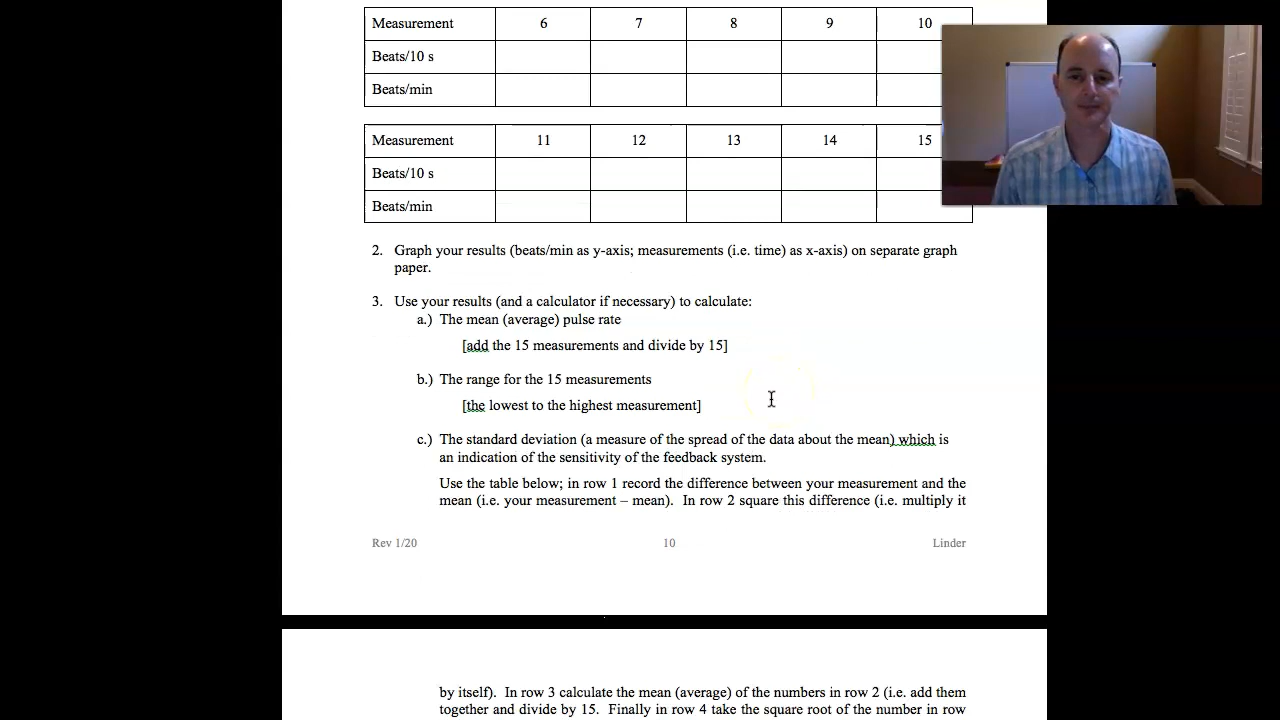 Measurement 6 7 8 9 10
Beats/10 s
Beats/min
Measurement 11 12 13 14 15
Beats/10 s
Beats/min
2. Graph your results (beats/min as y-axis; measurements (i.e. time) as x-axis) on separate graph
paper.
3. Use your results (and a calculator if necessary) to calculate:
a.) The mean (average) pulse rate
[add the 15 measurements and divide by 15]
b.) The range for the 15 measurements
[the lowest to the highest measurement]
c.) The standard deviation (a measure of the spread of the data about the mean) which is
an indication of the sensitivity of the feedback system.
Use the table below; in row 1 record the difference between your measurement and the
mean (i.e. your measurement – mean). In row 2 square this difference (i.e. multiply it
Rev 1/20 10 Linder
by itself). In row 3 calculate the mean (average) of the numbers in row 2 (i.e. add them
together and divide by 15. Finally in row 4 take the square root of the number in row